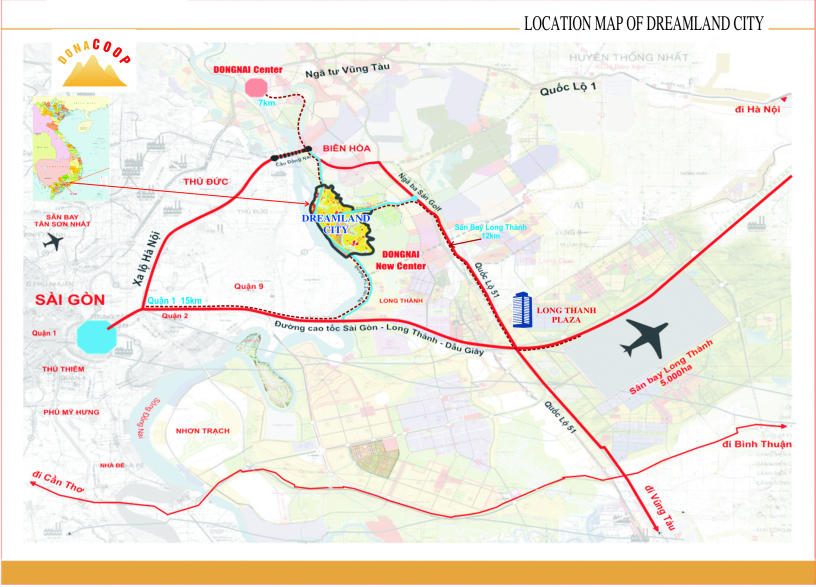 LOCATION MAP OF DREAMLAND CITY
DONACOOP
DONGNAI Center
7km
Ngã tư Vũng Tàu
HUYỆN THỐNG NHẤT
Quốc Lộ 1
đi Hà Nội
BIÊN HÒA
THỦ ĐỨC
Ngã ba Sân Golf
SÂN BAY
TÂN SƠN NHẤT
DREAMLAND
CITY
Sân Bay Long Thành
12km
Xa lộ Hà Nội
DONGNAI
New Center
Quốc Lộ 51
Quận 9
SÀI GÒN
Quận 1 15km
LONG THÀNH
LONG THANH
PLAZA
Quận 2
Quận 1
Đường cao tốc Sài Gòn - Long Thành - Dầu Giây
Sân bay Long Thành
5.000ha
THỦ THIÊM
PHÚ MỸ HƯNG
Sông Đồng Nai
NHƠN TRẠCH
Quốc Lộ 51
đi Bình Thuận
NHÀ BÈ
đi Cần Thơ
đi Vũng Tàu